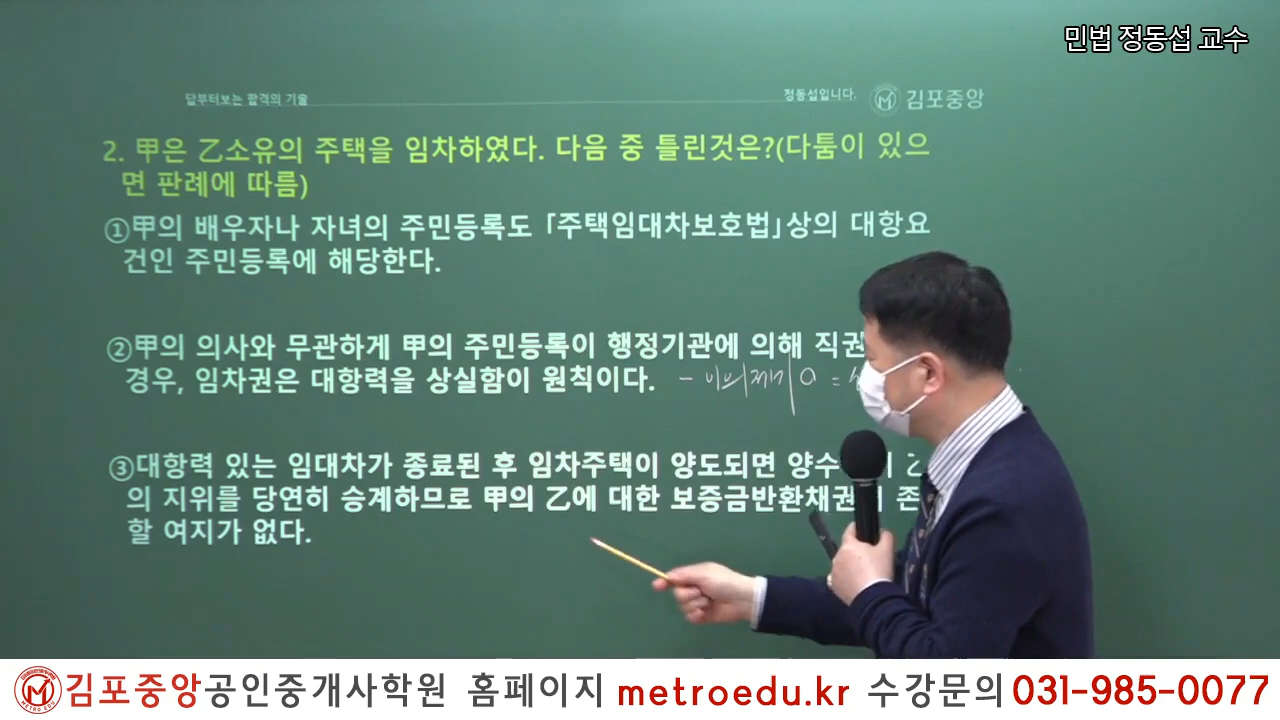 민법 정동섭 교수
답부터보는 합격의 기술
정동섭입니다.
김포중앙
2. 甲은 乙소유의 주택을 임차하였다. 다음 중 틀린것은?(다툼이 있으
면 판례에 따름)
①甲의 배우자나 자녀의 주민등록도 「주택임대차보호법」상의 대항요
건인 주민등록에 해당한다.
②甲의 의사와 무관하게 甲의 주민등록이 행정기관에 의해 직권
경우, 임차권은 대항력을 상실함이 원칙이다. - 이의제기 O =
③대항력 있는 임대차가 종료된 후 임차주택이 양도되면 양수
의 지위를 당연히 승계하므로 甲의 乙에 대한 보증금반환채권 존
할 여지가 없다.
METRO EDU
김포중앙공인중개사학원 홈페이지 metroedu.kr 수강문의 031-985-0077